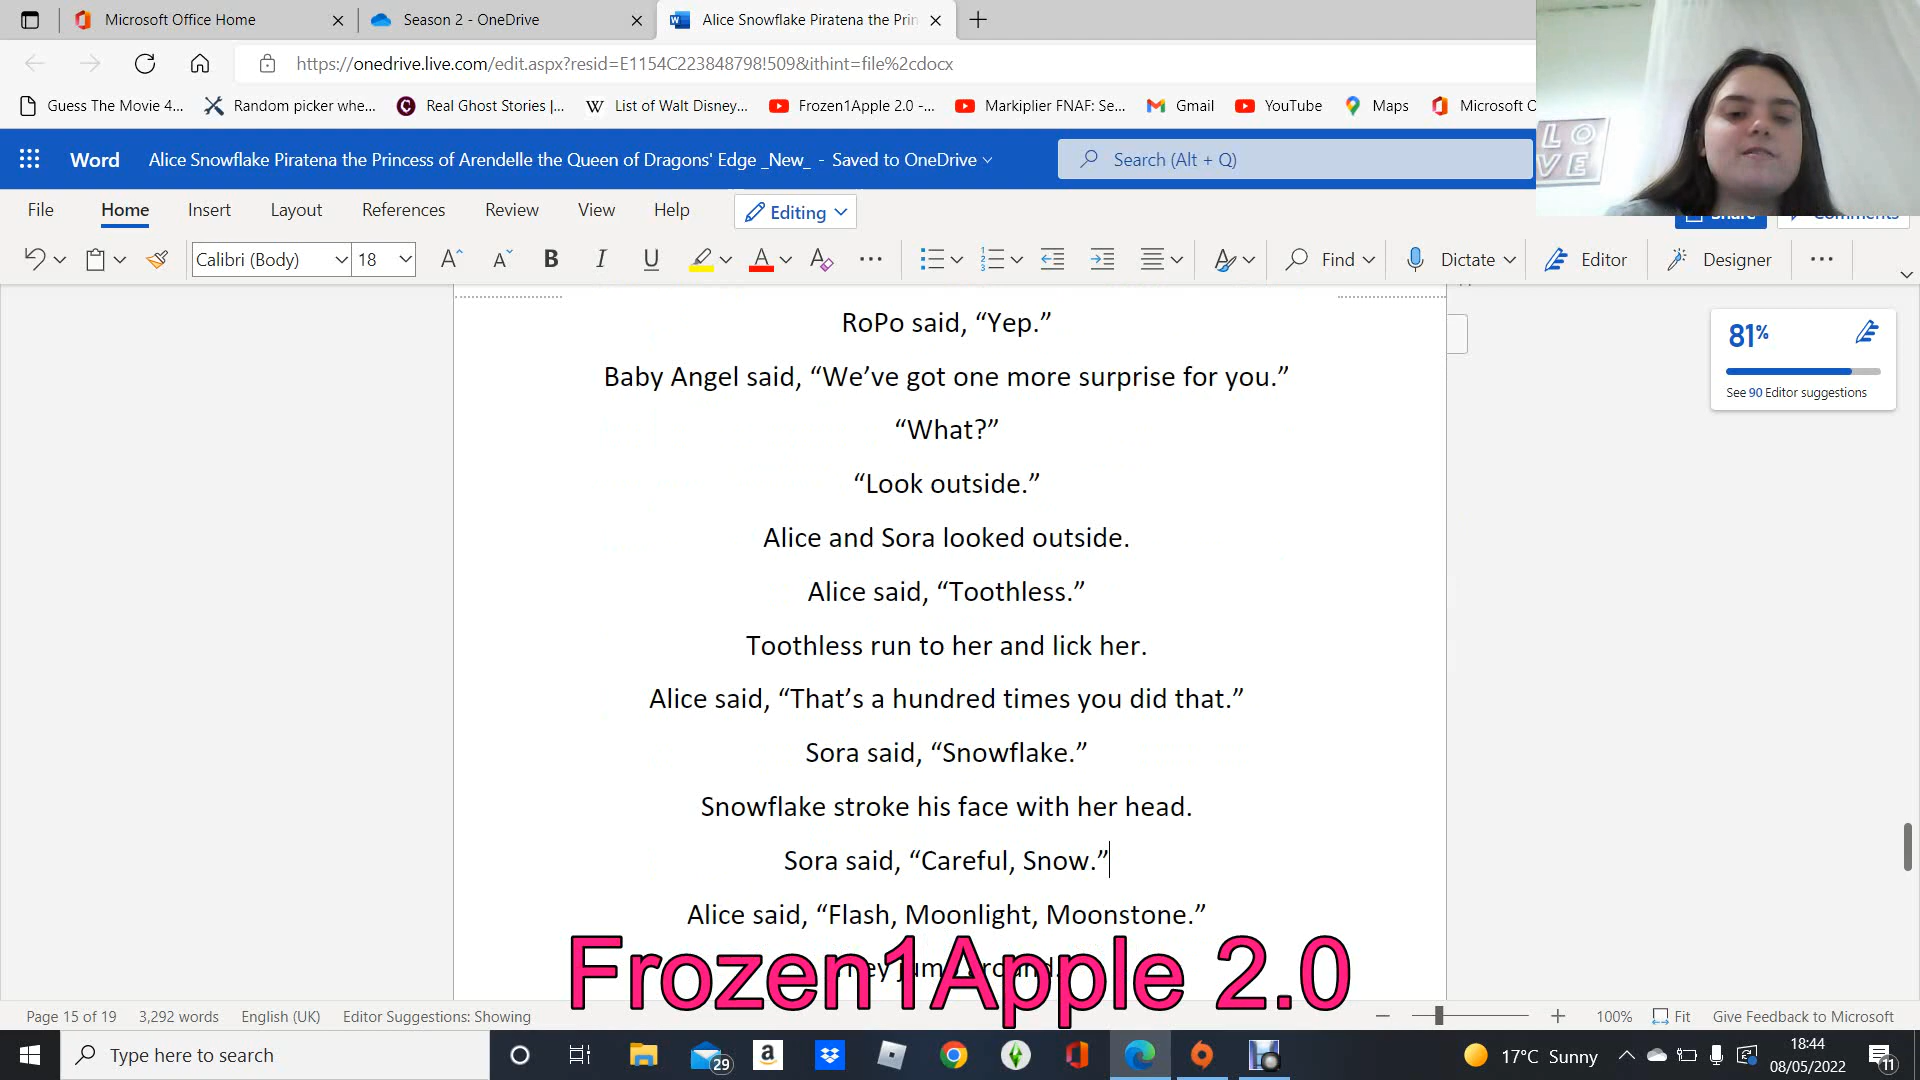 Microsoft Office Home
Season 2 - OneDrive
Alice Snowflake Piratena the Prin
https://onedrive.live.com/edit.aspx?resid=E1154C223848798!509&ithint=file%2cdocx
Guess The Movie 4...
Random picker whe...
Real Ghost Stories |...
List of Walt Disney...
Frozen1Apple 2.0 -...
Markiplier FNAF: Se...
Gmail
YouTube
Maps
Microsoft O
LO
VE
Word
Alice Snowflake Piratena the Princess of Arendelle the Queen of Dragons' Edge _New_ - Saved to OneDrive
Search (Alt + Q)
File
Home
Insert
Layout
References
Review
View
Help
Editing
Share
Comments
Calibri (Body)
18
Find
Dictate
Editor
Designer
RoPo said, “Yep.”
Baby Angel said, “We’ve got one more surprise for you.”
“What?”
“Look outside.”
Alice and Sora looked outside.
Alice said, “Toothless.”
Toothless run to her and lick her.
Alice said, “That’s a hundred times you did that.”
Sora said, “Snowflake.”
Snowflake stroke his face with her head.
Sora said, “Careful, Snow.”
Alice said, “Flash, Moonlight, Moonstone.”
They jump around.
81%
See 90 Editor suggestions
Frozen1Apple 2.0
Page 15 of 19
3,292 words
English (UK)
Editor Suggestions: Showing
100%
Fit
Give Feedback to Microsoft
Type here to search
29
17°C Sunny
18:44
08/05/2022
11